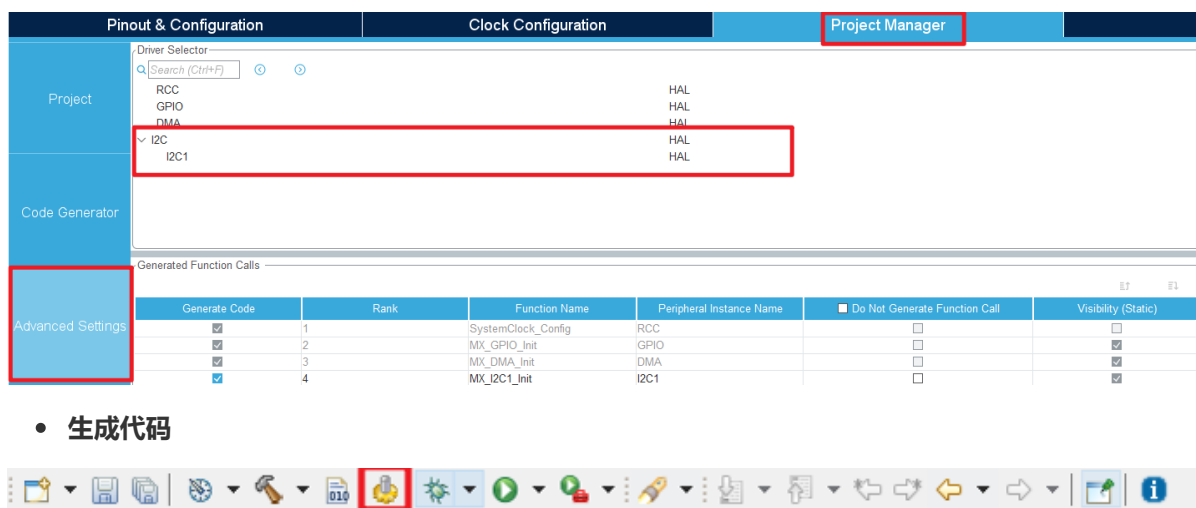 Pinout & Configuration Clock Configuration Project Manager
Driver Selector
Search (Ctrl+F)
Project
RCC HAL
GPIO HAL
DMA HAL
I2C HAL
I2C1 HAL
Code Generator
Generated Function Calls
Advanced Settings
Generate Code Rank Function Name Peripheral Instance Name Do Not Generate Function Call Visibility (Static)
1 SystemClock_Config RCC
2 MX_GPIO_Init GPIO
3 MX_DMA_Init DMA
4 MX_I2C1_Init I2C1
• 生成代码
010